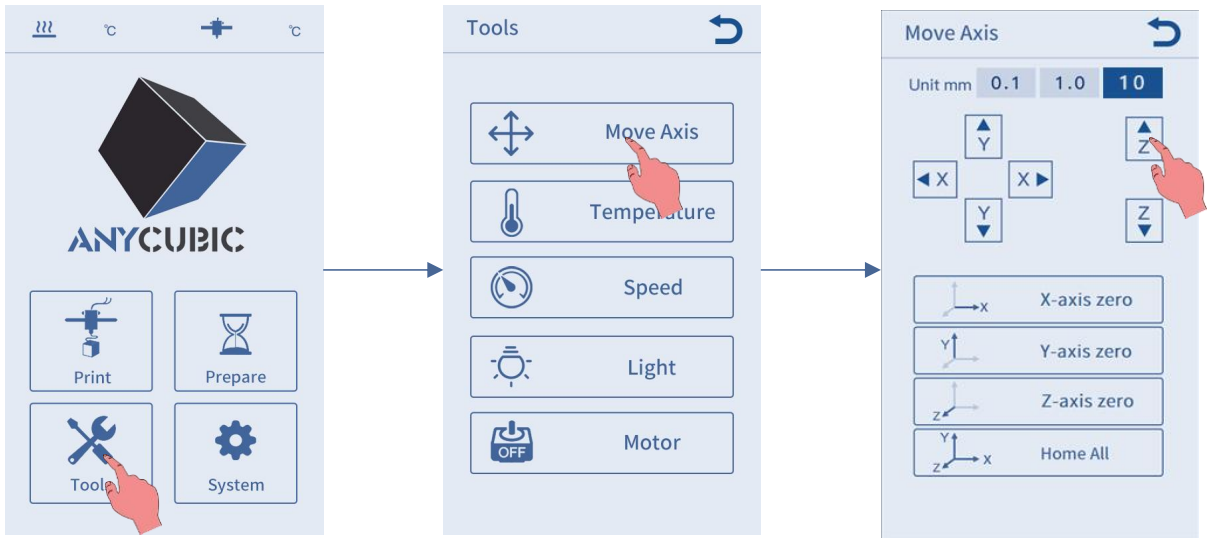 ℃ ℃
ANYCUBIC
Print Prepare
Tools System
Tools
Move Axis
Temperature
Speed
Light
OFF Motor
Move Axis
Unit mm 0.1 1.0 10
Y Z
X X
Y Z
X X-axis zero
Y Y-axis zero
Z Z-axis zero
Y X Z Home All